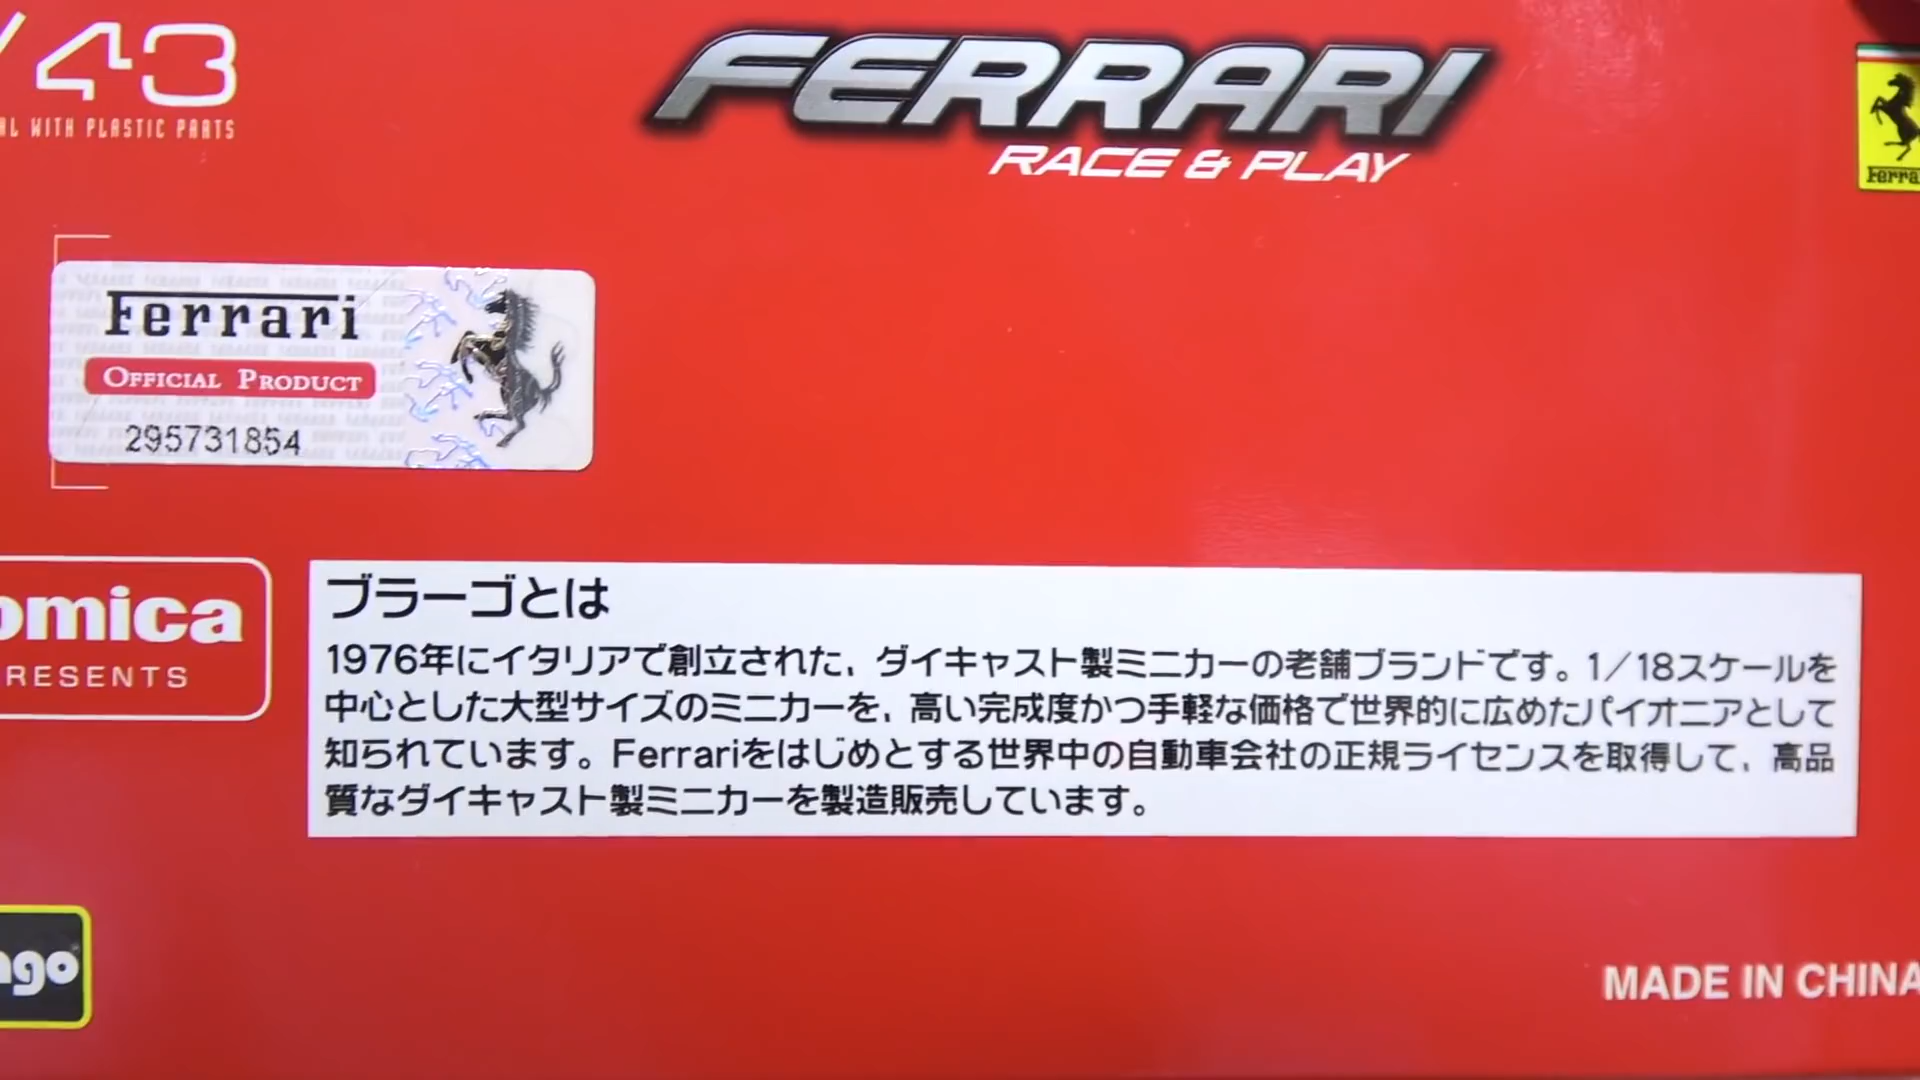 /43
FERRARI
RACE & PLAY
WITH PLASTIC PARTS
Ferrari
OFFICIAL PRODUCT
295731854
omica
RESENTS
ブラーゴとは
1976年にイタリアで創立された、ダイキャスト製ミニカーの老舗ブランドです。1/18スケールを
中心とした大型サイズのミニカーを、高い完成度かつ手軽な価格で世界的に広めたパイオニアとして
知られています。Ferrariをはじめとする世界中の自動車会社の正規ライセンスを取得して、高品
質なダイキャスト製ミニカーを製造販売しています。
ago
MADE IN CHINA